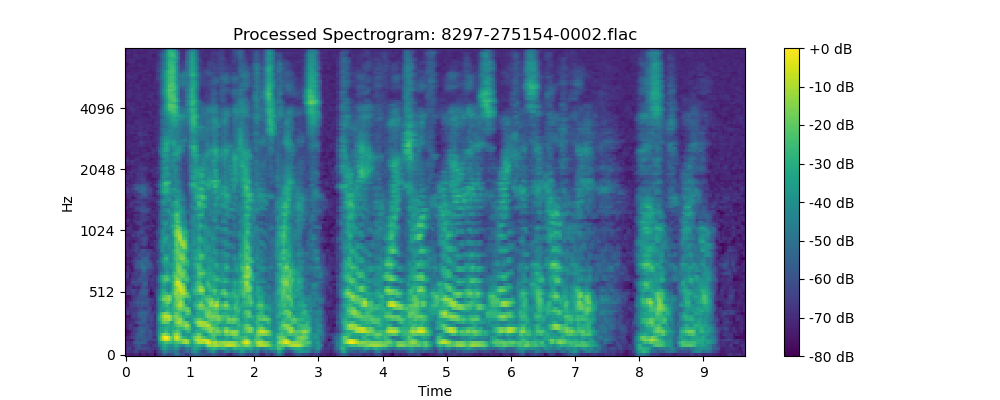 Processed Spectrogram: 8297-275154-0002.flac
Hz
4096
2048
1024
512
0
0 1 2 3 4 5 6 7 8 9
Time
+0 dB
-10 dB
-20 dB
-30 dB
-40 dB
-50 dB
-60 dB
-70 dB
-80 dB